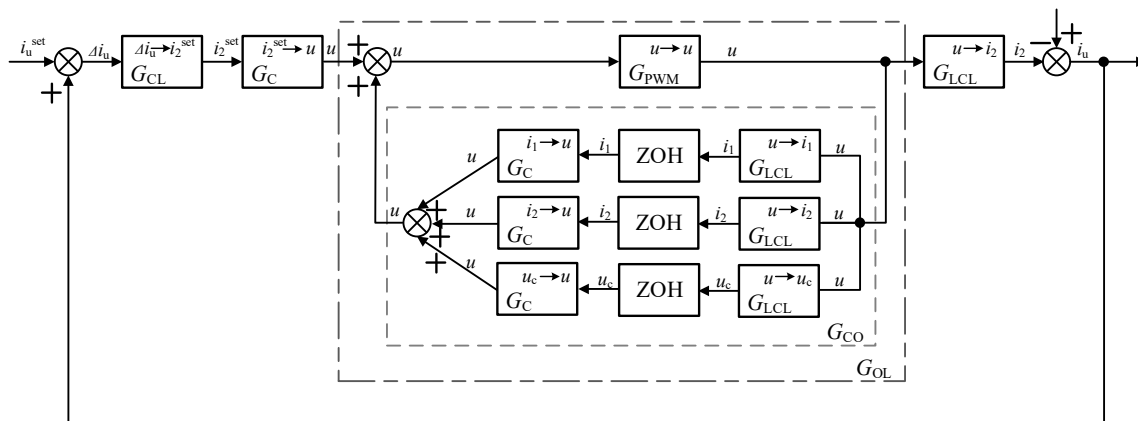 i_u^set
+
Δi_u
Δi_u→i_2^set
G_CL
i_2^set
i_2^set→u
G_C
u
+
+
u
u→u
G_PWM
u
u→i_2
G_LCL
i_2
−
+
i_u
u
i_1→u
G_C
i_1
ZOH
i_1
u→i_1
G_LCL
u
u
+
u
i_2→u
G_C
i_2
ZOH
i_2
u→i_2
G_LCL
u
+
+
u
u_c→u
G_C
u_c
ZOH
u_c
u→u_c
G_LCL
u
G_CO
G_OL